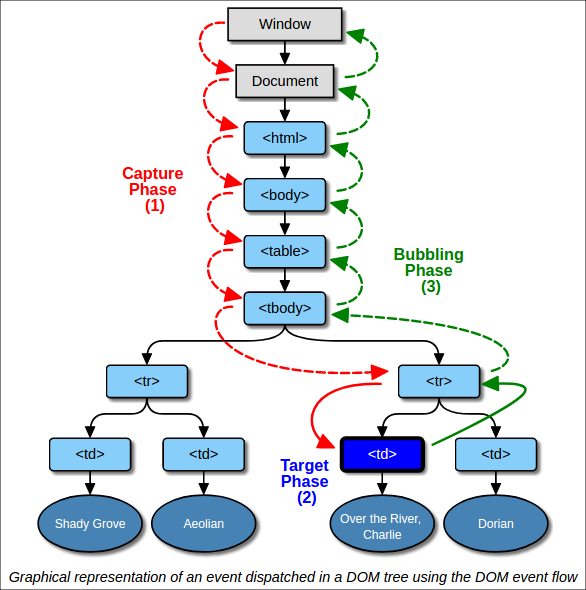 Window
Document
<html>
Capture
Phase
(1)
<body>
<table>
Bubbling
Phase
(3)
<tbody>
<tr>
<tr>
<td>
<td>
Target
Phase
(2)
<td>
<td>
Shady Grove
Aeolian
Over the River,
Charlie
Dorian
Graphical representation of an event dispatched in a DOM tree using the DOM event flow